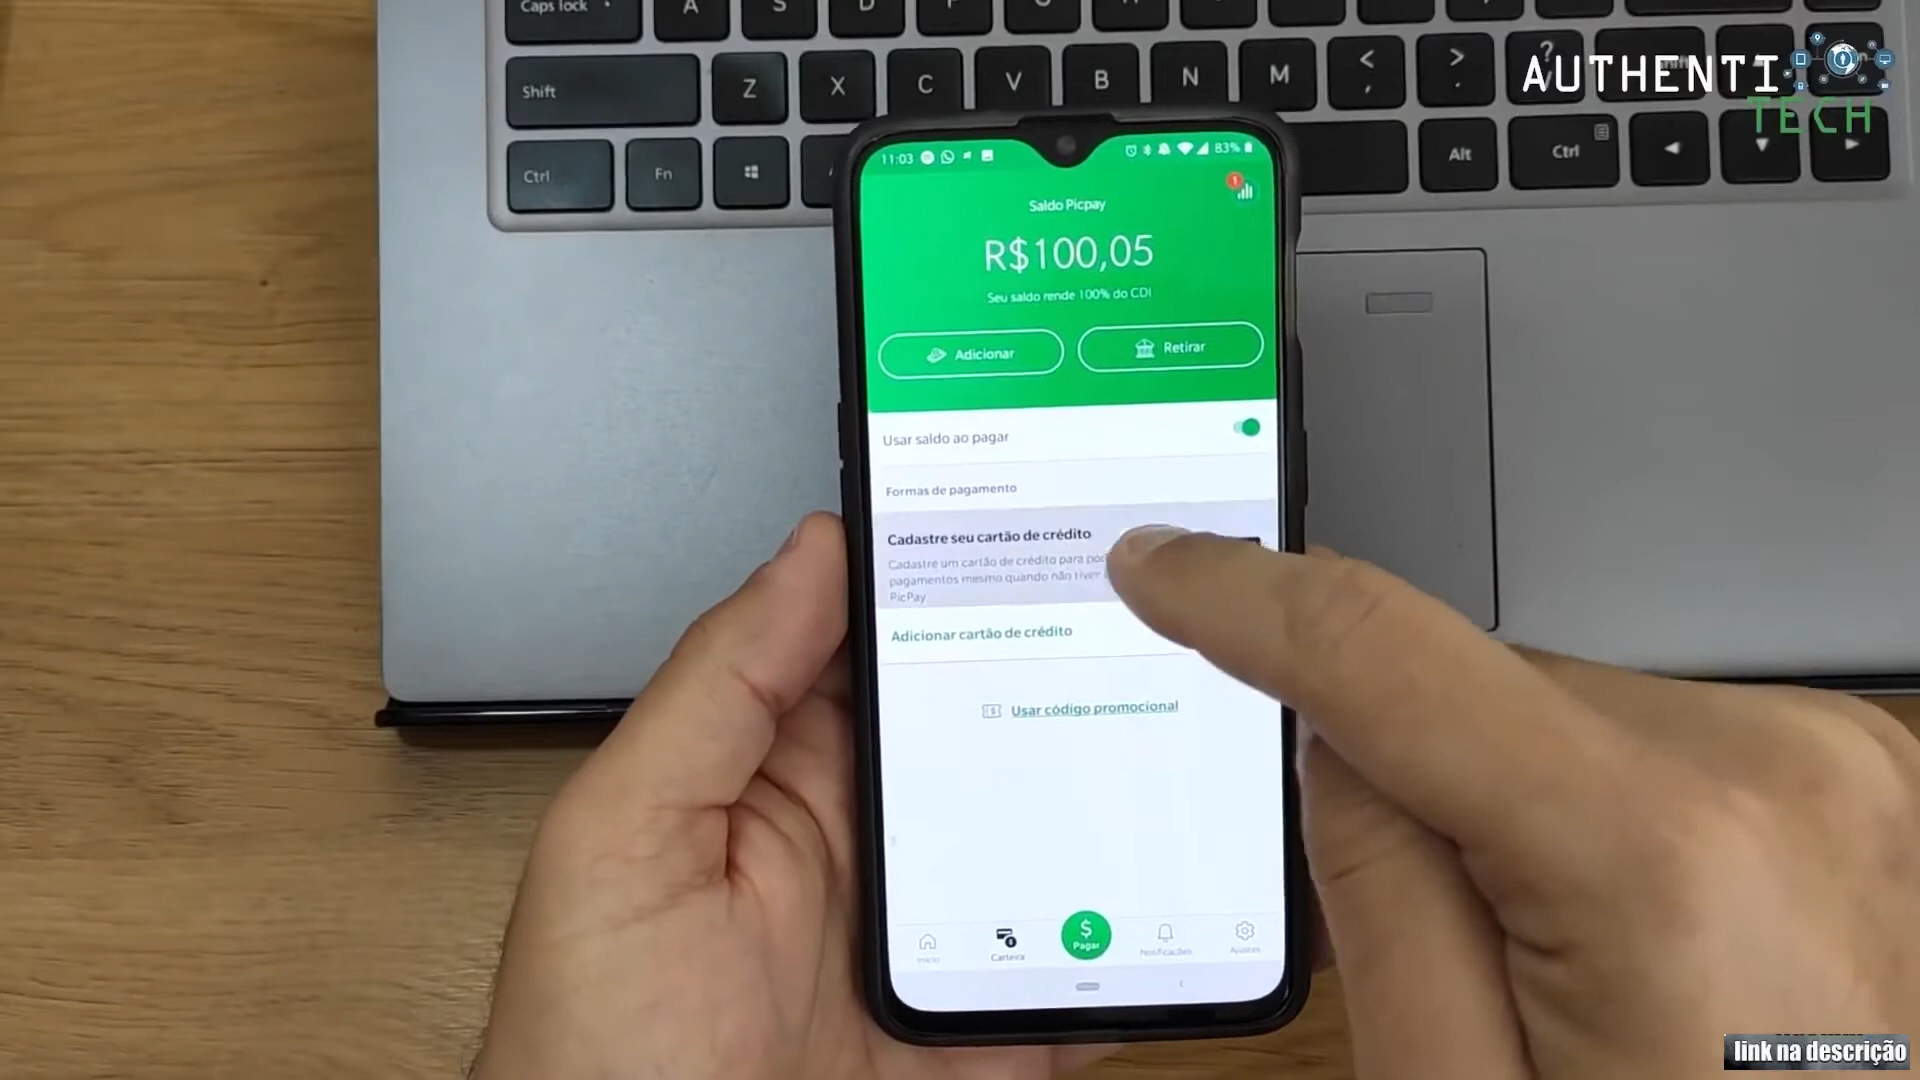 Caps lock
A
S
D
F
Shift
Z
X
C
V
B
N
M
<
,
>
.
?
AUTHENTI
TECH
Ctrl
Fn
Alt
Ctrl
11:03
83%
1
Saldo Picpay
R$100,05
Seu saldo rende 100% do CDI
Adicionar
Retirar
Usar saldo ao pagar
Formas de pagamento
Cadastre seu cartão de crédito
Cadastre um cartão de crédito para
pagamentos mesmo quando não tiver
PicPay
Adicionar cartão de crédito
Usar código promocional
Início
Carteira
$
Pagar
Notificações
Ajustes
link na descrição